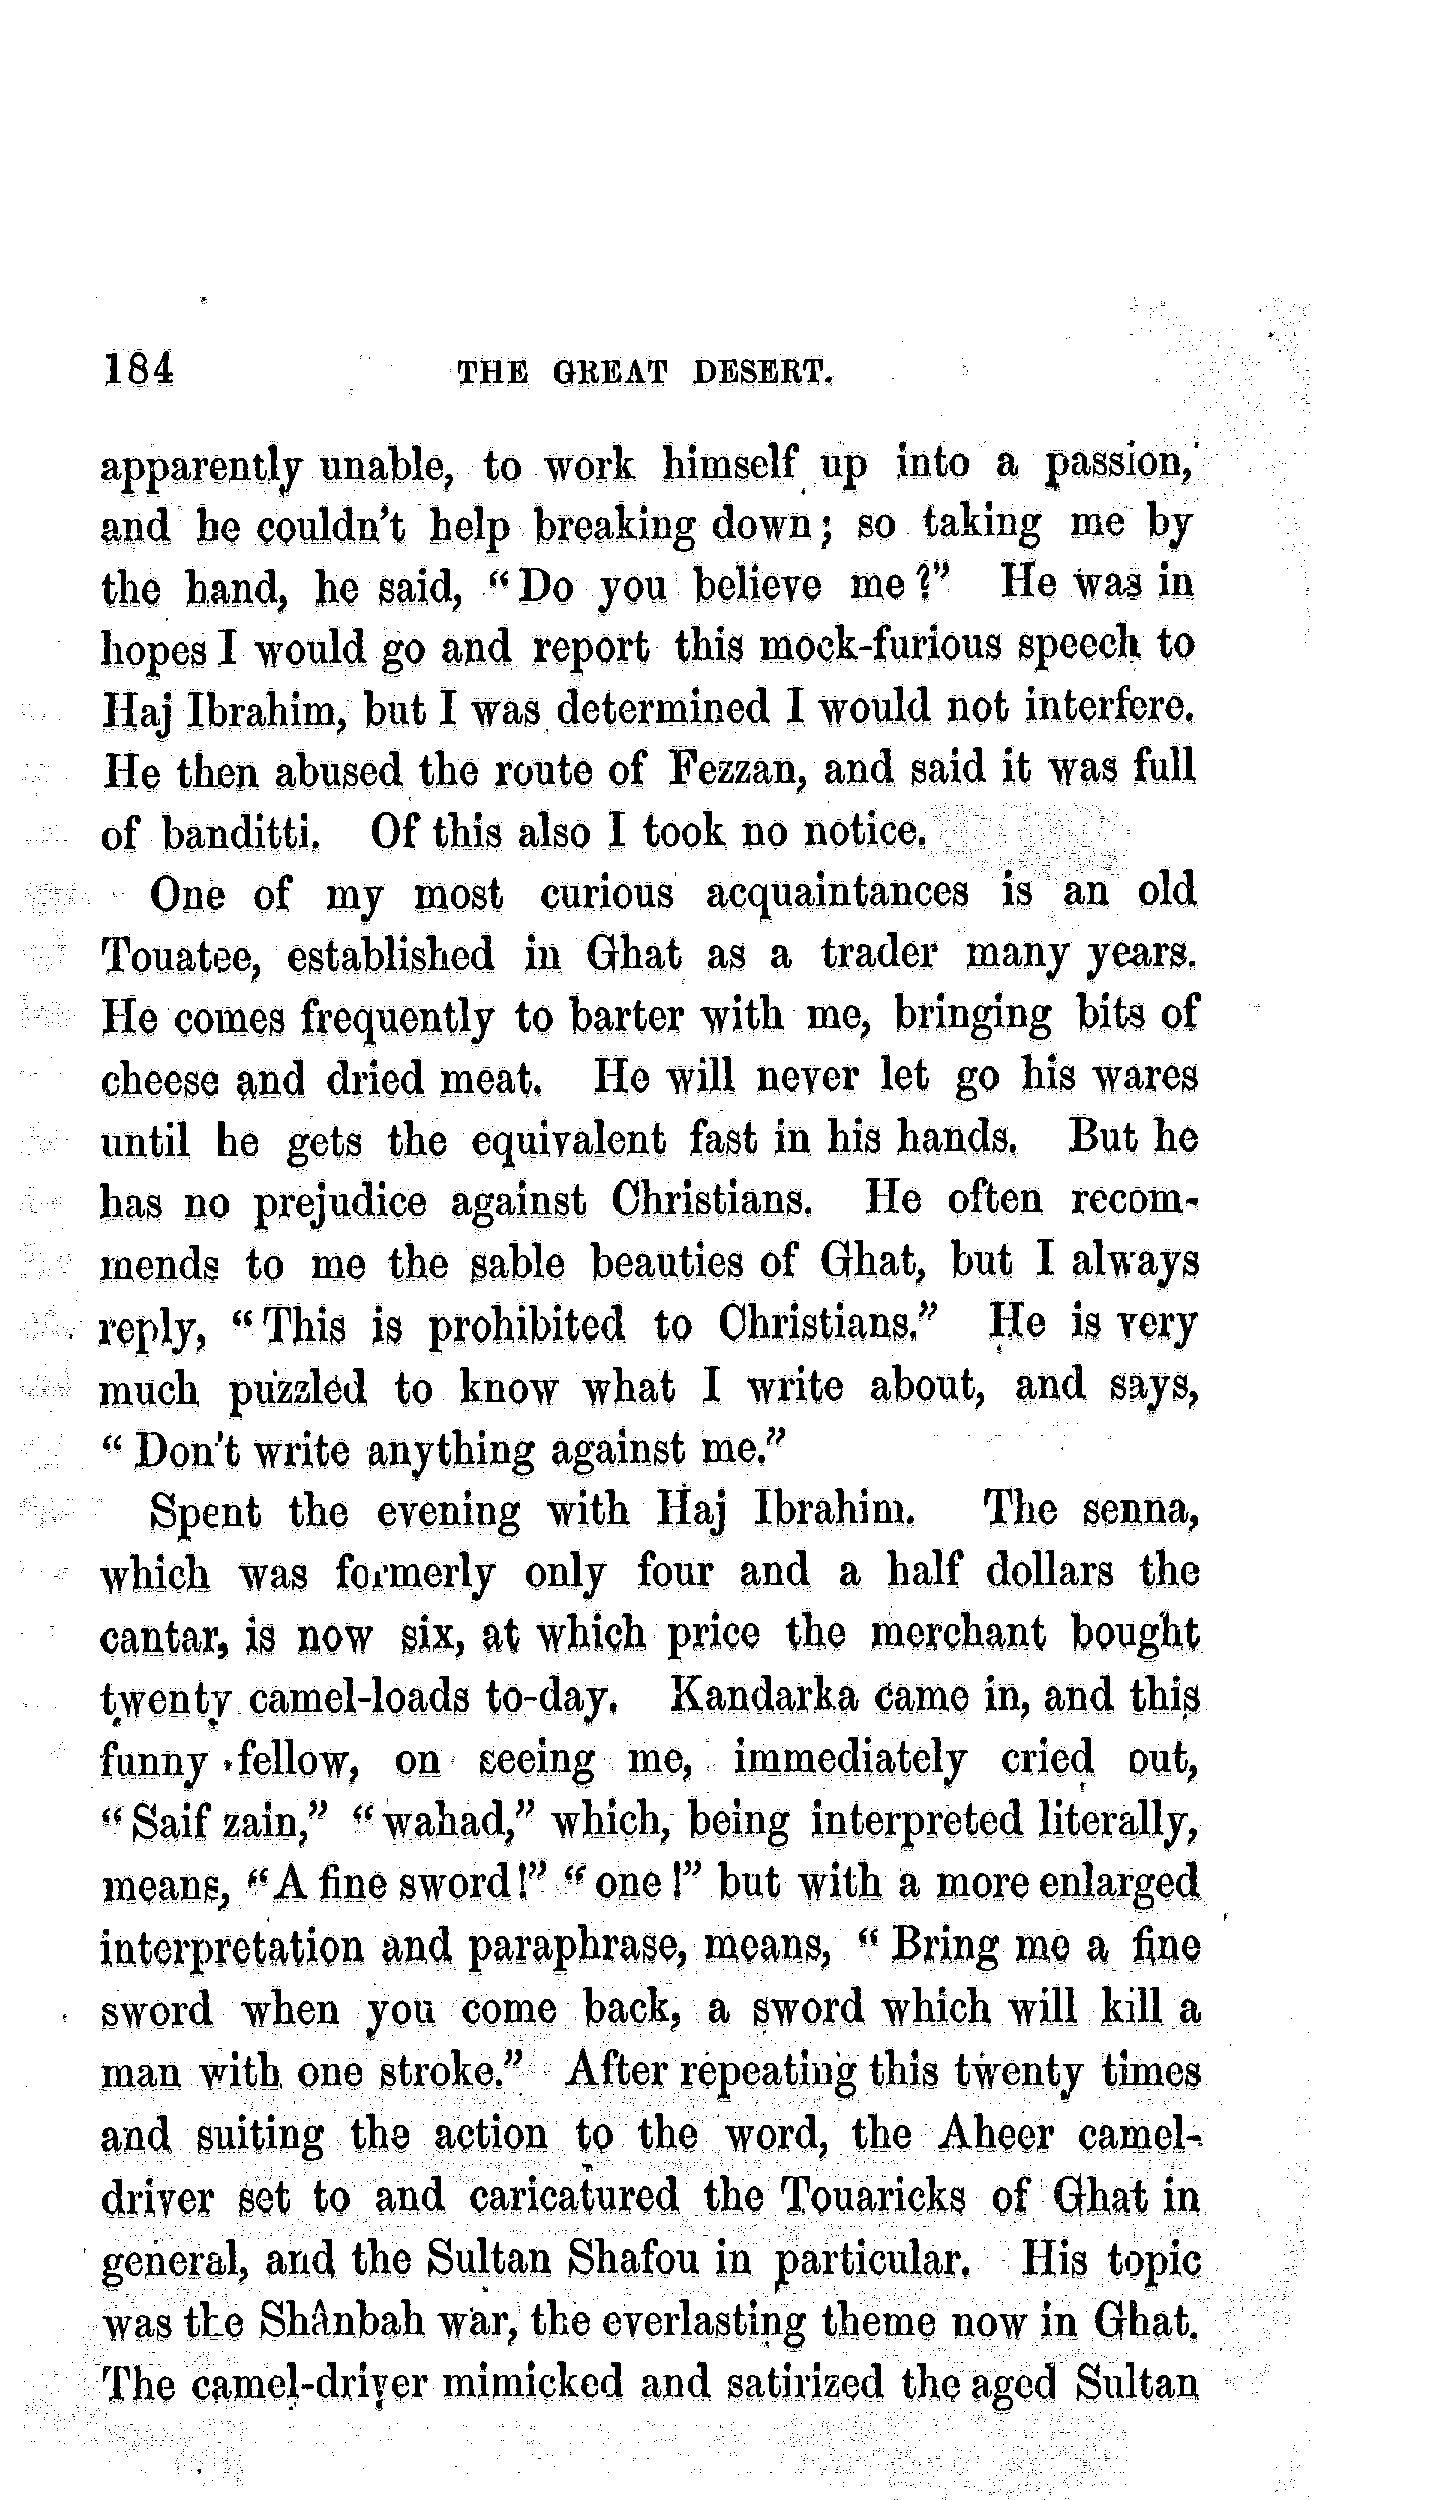 184 THE GREAT DESERT.
apparently unable, to work himself up into a passion,
and he couldn't help breaking down; so taking me by
the hand, he said, "Do you believe me?" He was in
hopes I would go and report this mock-furious speech to
Haj Ibrahim, but I was determined I would not interfere.
He then abused the route of Fezzan, and said it was full
of banditti. Of this also I took no notice.
One of my most curious acquaintances is an old
Touatee, established in Ghat as a trader many years.
He comes frequently to barter with me, bringing bits of
cheese and dried meat. He will never let go his wares
until he gets the equivalent fast in his hands. But he
has no prejudice against Christians. He often recom-
mends to me the sable beauties of Ghat, but I always
reply, "This is prohibited to Christians." He is very
much puzzled to know what I write about, and says,
"Don't write anything against me."
Spent the evening with Haj Ibrahim. The senna,
which was formerly only four and a half dollars the
cantar, is now six, at which price the merchant bought
twenty camel-loads to-day. Kandarka came in, and this
funny fellow, on seeing me, immediately cried out,
"Saif zain," "wahad," which, being interpreted literally,
means, "A fine sword!" "one!" but with a more enlarged
interpretation and paraphrase, means, "Bring me a fine
sword when you come back, a sword which will kill a
man with one stroke." After repeating this twenty times
and suiting the action to the word, the Aheer camel-
driver set to and caricatured the Touaricks of Ghat in
general, and the Sultan Shafou in particular. His topic
was the Shânbah war, the everlasting theme now in Ghat.
The camel-driver mimicked and satirized the aged Sultan